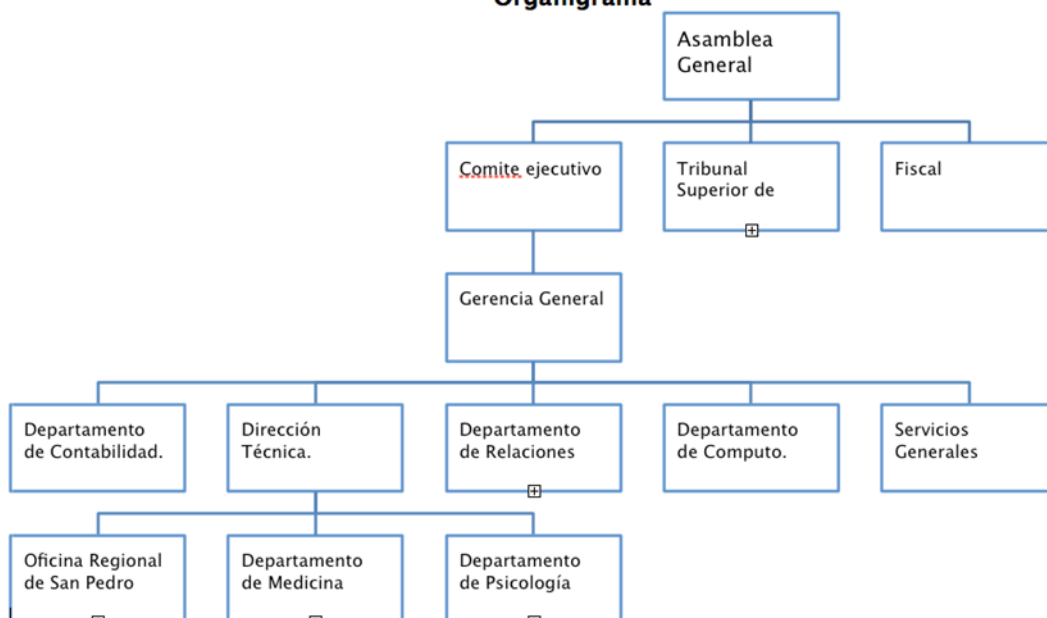 Organigrama
Asamblea
General
Comite ejecutivo
Tribunal
Superior de
Fiscal
Gerencia General
Departamento
de Contabilidad.
Dirección
Técnica.
Departamento
de Relaciones
Departamento
de Computo.
Servicios
Generales
Oficina Regional
de San Pedro
Departamento
de Medicina
Departamento
de Psicología